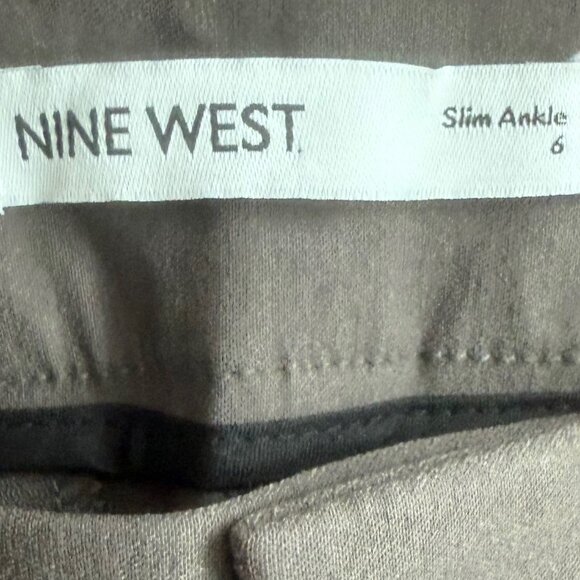 NINE WEST.
Slim Ankle
6